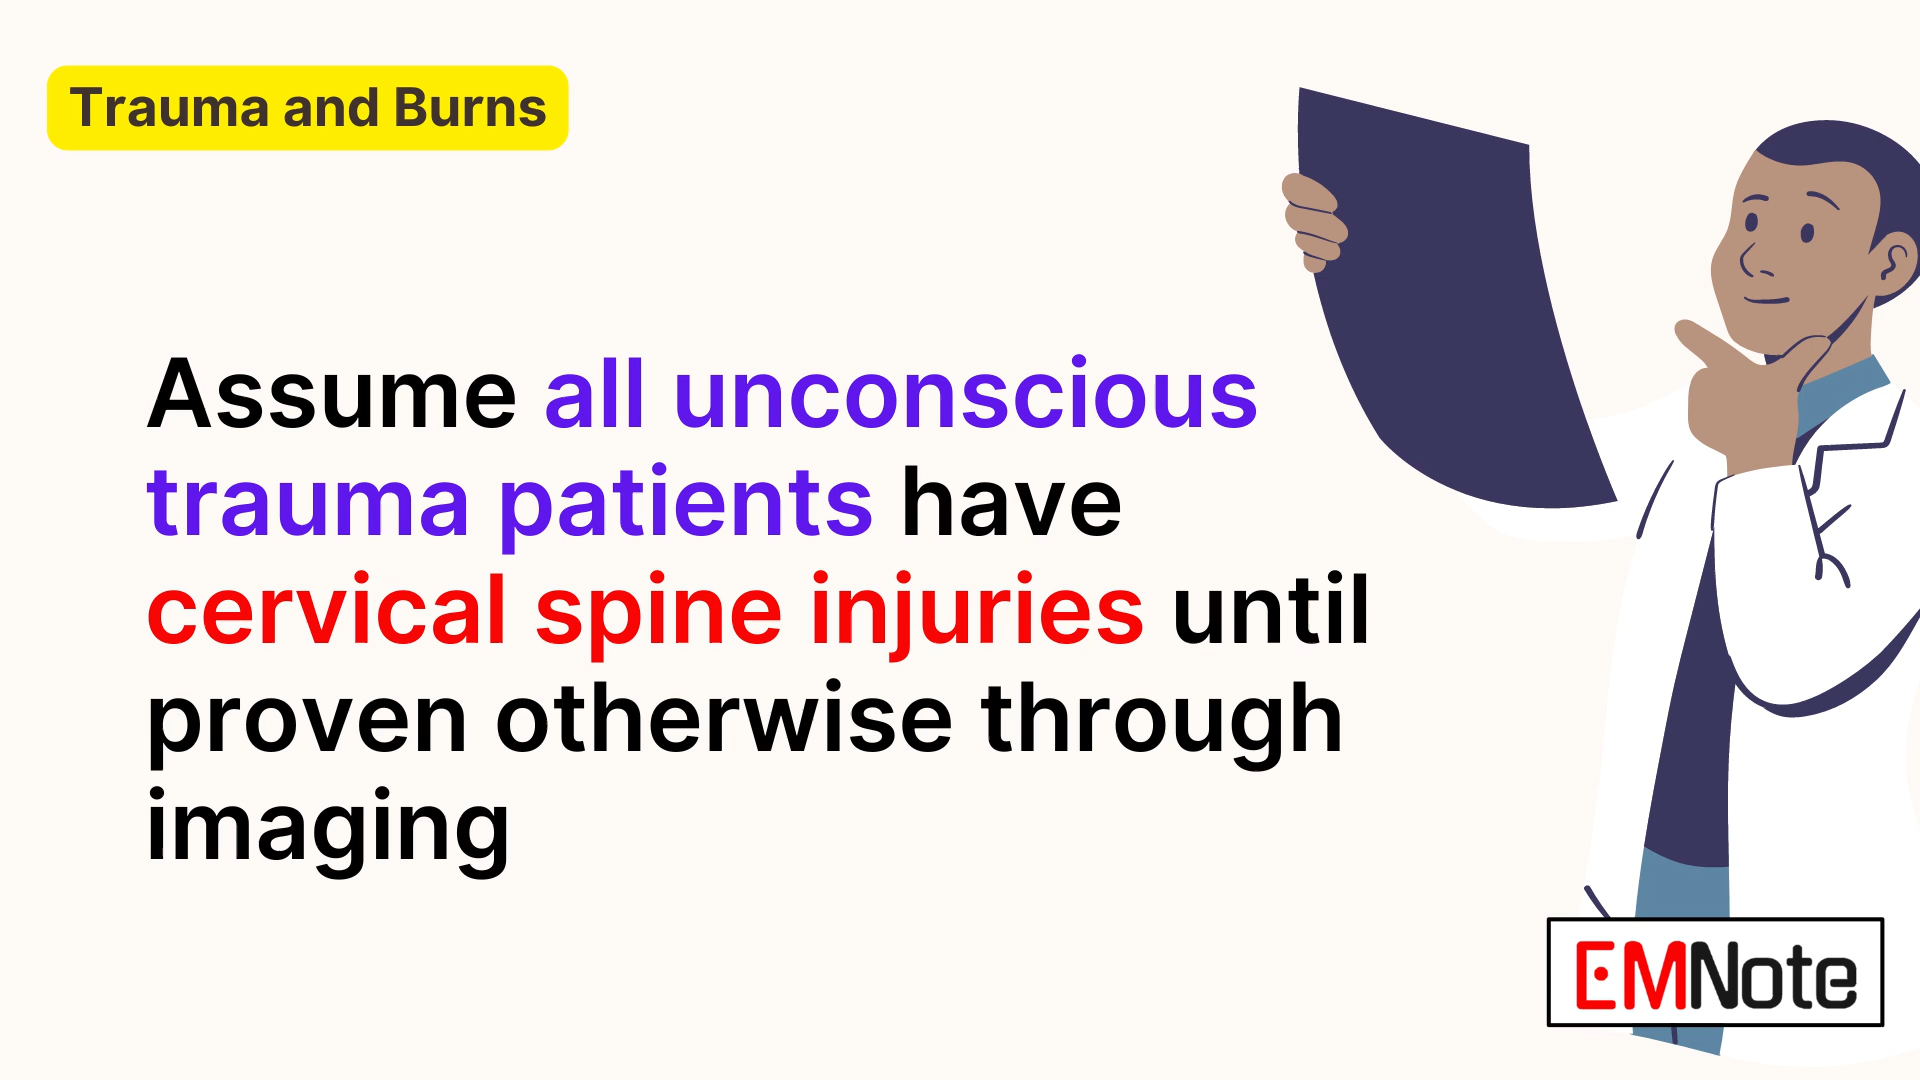 Trauma and Burns
Assume all unconscious
trauma patients have
cervical spine injuries until
proven otherwise through
imaging
EMNote